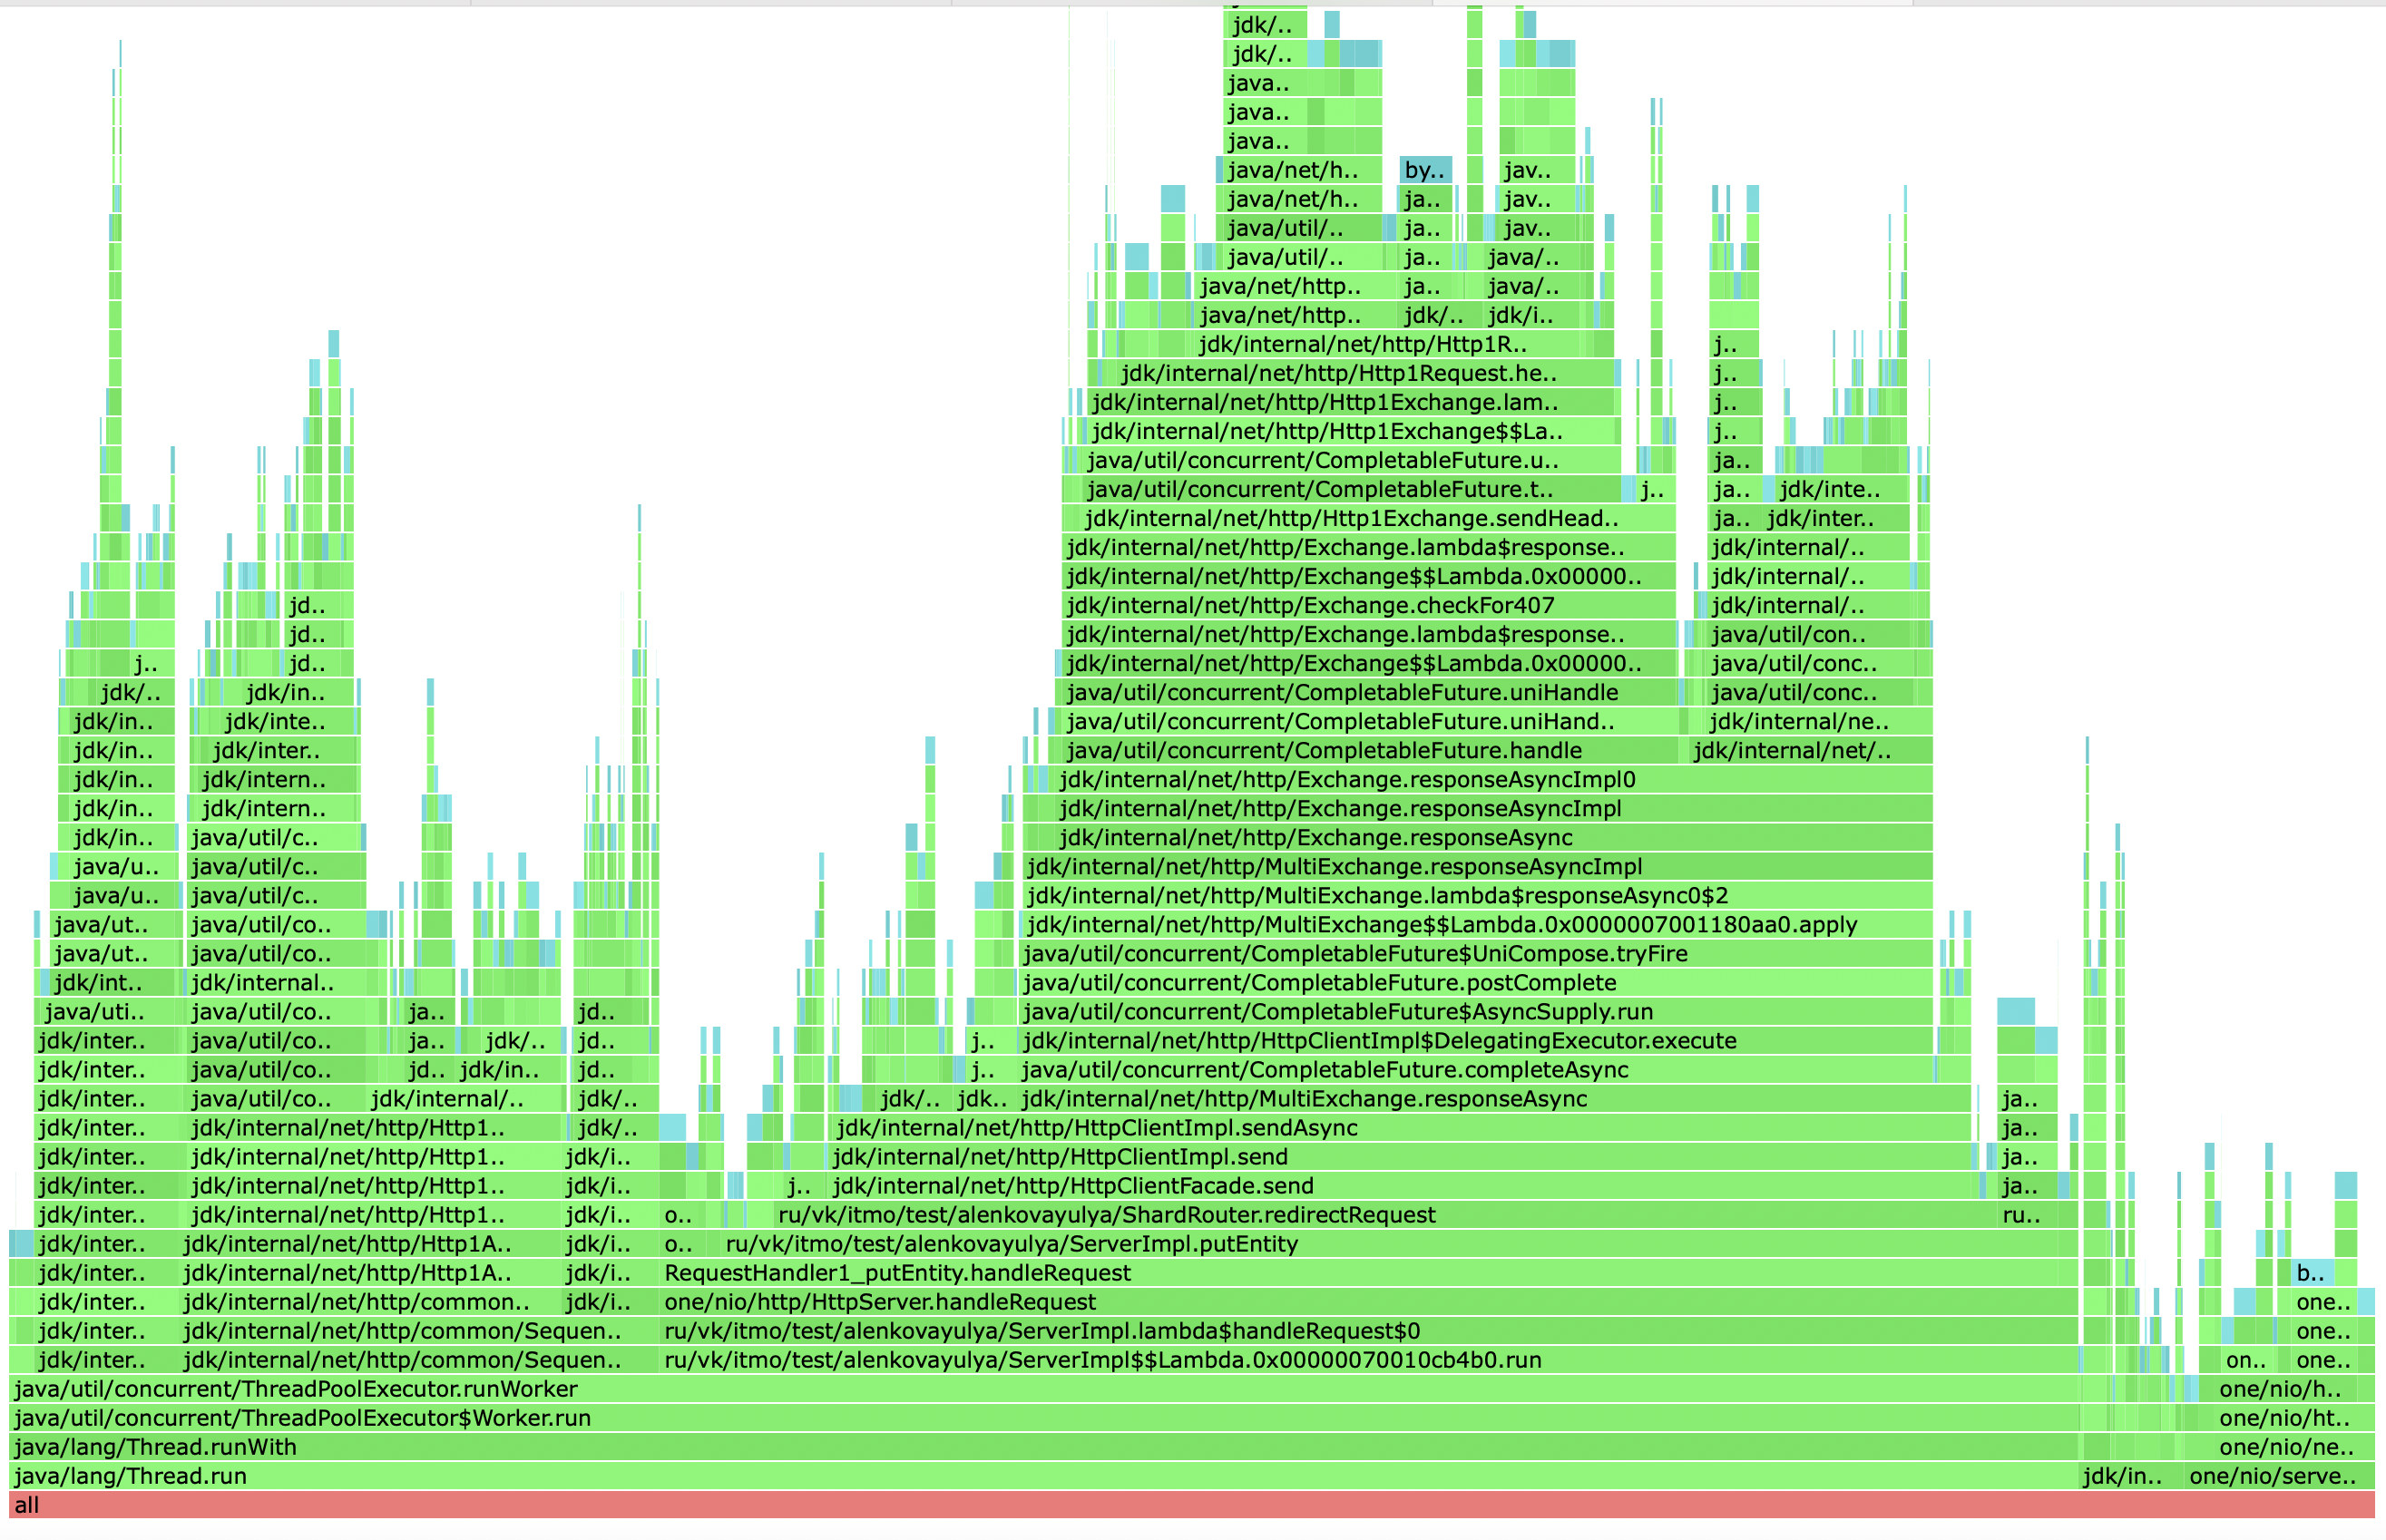 jdk/..
jdk/..
java..
java..
java..
java/net/h.. by.. jav..
java/net/h.. ja.. jav..
java/util/.. ja.. jav..
java/util/.. ja.. java/..
java/net/http.. ja.. java/..
java/net/http.. jdk/.. jdk/i..
jdk/internal/net/http/Http1R.. j..
jdk/internal/net/http/Http1Request.he.. j..
jdk/internal/net/http/Http1Exchange.lam.. j..
jdk/internal/net/http/Http1Exchange$$La.. j..
java/util/concurrent/CompletableFuture.u.. ja..
java/util/concurrent/CompletableFuture.t.. j.. ja.. jdk/inte..
jdk/internal/net/http/Http1Exchange.sendHead.. ja.. jdk/inter..
jdk/internal/net/http/Exchange.lambda$response.. jdk/internal/..
jdk/internal/net/http/Exchange$$Lambda.0x00000.. jdk/internal/..
jd.. jdk/internal/net/http/Exchange.checkFor407 jdk/internal/..
jd.. jdk/internal/net/http/Exchange.lambda$response.. java/util/con..
j.. jd.. jdk/internal/net/http/Exchange$$Lambda.0x00000.. java/util/conc..
jdk/.. jdk/in.. java/util/concurrent/CompletableFuture.uniHandle java/util/conc..
jdk/in.. jdk/inte.. java/util/concurrent/CompletableFuture.uniHand.. jdk/internal/ne..
jdk/in.. jdk/inter.. java/util/concurrent/CompletableFuture.handle jdk/internal/net/..
jdk/in.. jdk/intern.. jdk/internal/net/http/Exchange.responseAsyncImpl0
jdk/in.. jdk/intern.. jdk/internal/net/http/Exchange.responseAsyncImpl
jdk/in.. java/util/c.. jdk/internal/net/http/Exchange.responseAsync
java/u.. java/util/c.. jdk/internal/net/http/MultiExchange.responseAsyncImpl
java/u.. java/util/c.. jdk/internal/net/http/MultiExchange.lambda$responseAsync0$2
java/ut.. java/util/co.. jdk/internal/net/http/MultiExchange$$Lambda.0x0000007001180aa0.apply
java/ut.. java/util/co.. java/util/concurrent/CompletableFuture$UniCompose.tryFire
jdk/int.. jdk/internal.. java/util/concurrent/CompletableFuture.postComplete
java/uti.. java/util/co.. ja.. jd.. java/util/concurrent/CompletableFuture$AsyncSupply.run
jdk/inter.. java/util/co.. ja.. jdk/.. jd.. j.. jdk/internal/net/http/HttpClientImpl$DelegatingExecutor.execute
jdk/inter.. java/util/co.. jd.. jdk/in.. jd.. j.. java/util/concurrent/CompletableFuture.completeAsync
jdk/inter.. java/util/co.. jdk/internal/.. jdk/.. jdk/.. jdk.. jdk/internal/net/http/MultiExchange.responseAsync ja..
jdk/inter.. jdk/internal/net/http/Http1.. jdk/.. jdk/internal/net/http/HttpClientImpl.sendAsync ja..
jdk/inter.. jdk/internal/net/http/Http1.. jdk/i.. jdk/internal/net/http/HttpClientImpl.send ja..
jdk/inter.. jdk/internal/net/http/Http1.. jdk/i.. j.. jdk/internal/net/http/HttpClientFacade.send ja..
jdk/inter.. jdk/internal/net/http/Http1.. jdk/i.. o.. ru/vk/itmo/test/alenkovayulya/ShardRouter.redirectRequest ru..
jdk/inter.. jdk/internal/net/http/Http1A.. jdk/i.. o.. ru/vk/itmo/test/alenkovayulya/ServerImpl.putEntity
jdk/inter.. jdk/internal/net/http/Http1A.. jdk/i.. RequestHandler1_putEntity.handleRequest b..
jdk/inter.. jdk/internal/net/http/common.. jdk/i.. one/nio/http/HttpServer.handleRequest one..
jdk/inter.. jdk/internal/net/http/common/Sequen.. ru/vk/itmo/test/alenkovayulya/ServerImpl.lambda$handleRequest$0 one..
jdk/inter.. jdk/internal/net/http/common/Sequen.. ru/vk/itmo/test/alenkovayulya/ServerImpl$$Lambda.0x00000070010cb4b0.run on.. one..
java/util/concurrent/ThreadPoolExecutor.runWorker one/nio/h..
java/util/concurrent/ThreadPoolExecutor$Worker.run one/nio/ht..
java/lang/Thread.runWith one/nio/ne..
java/lang/Thread.run jdk/in.. one/nio/serve..
all